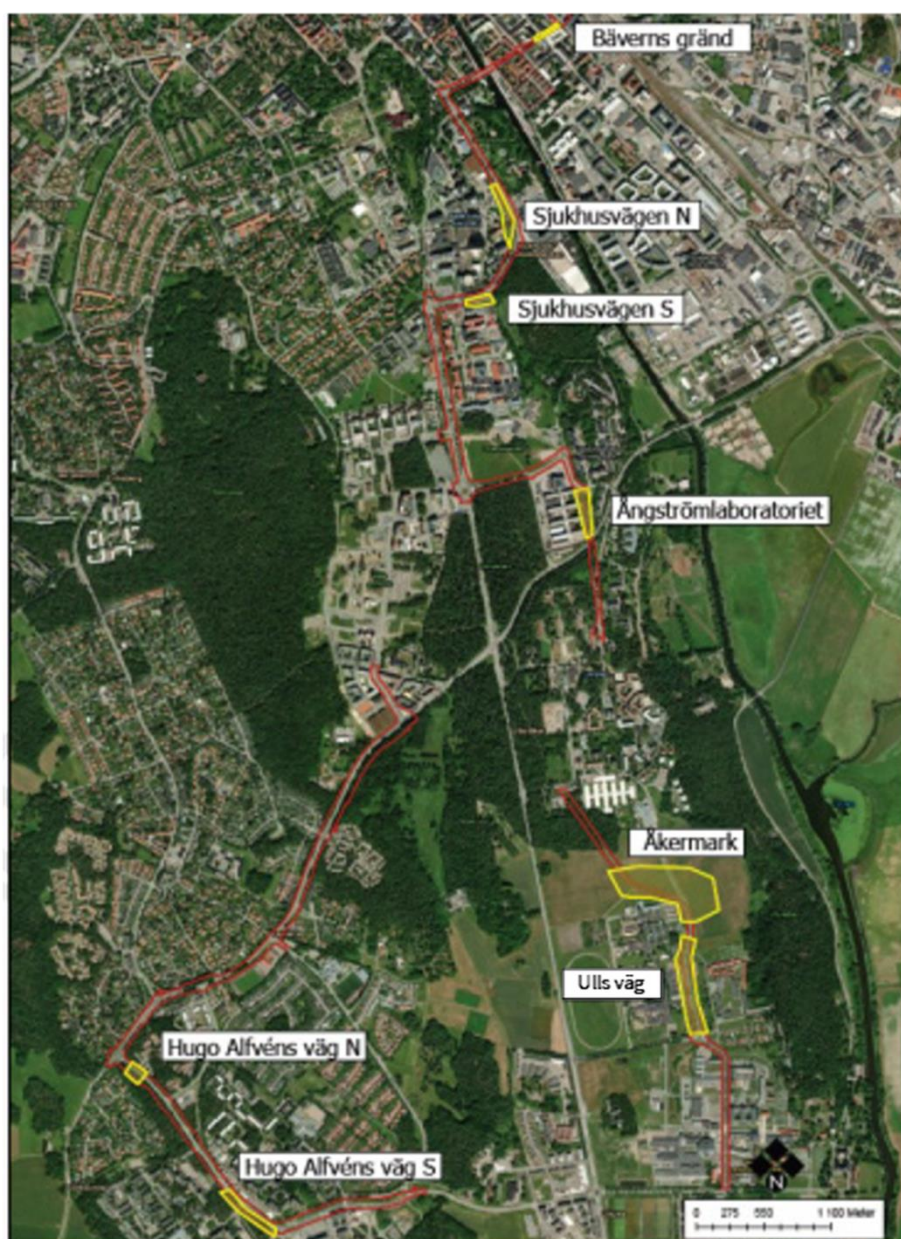 Bäverns gränd
Sjukhusvägen N
Sjukhusvägen S
Ångströmlaboratoriet
Åkermark
Ulls väg
Hugo Alfvéns väg N
Hugo Alfvéns väg S
N
0 275 550 1 100 Meter